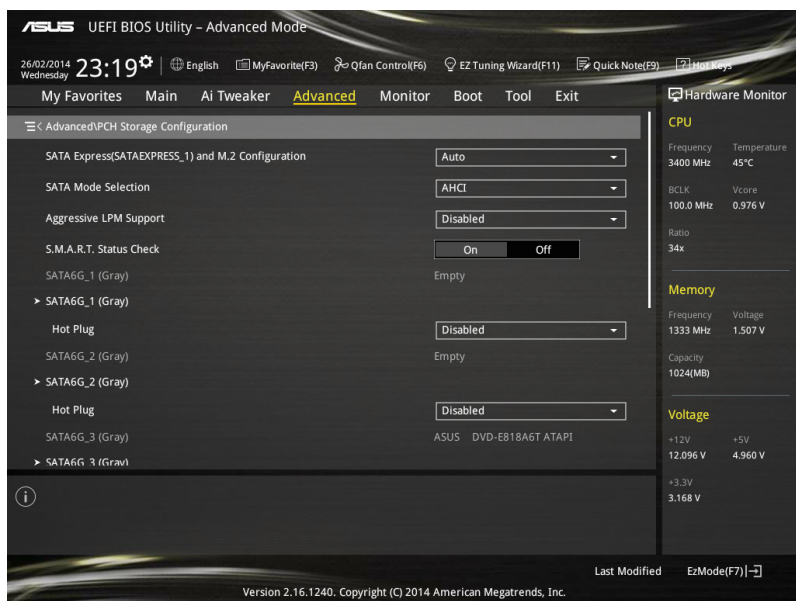 ASUS UEFI BIOS Utility – Advanced Mode
26/02/2014 Wednesday 23:19 English MyFavorite(F3) Qfan Control(F6) EZ Tuning Wizard(F11) Quick Note(F9) ? Hot Keys
My Favorites Main Ai Tweaker Advanced Monitor Boot Tool Exit
Advanced\PCH Storage Configuration
SATA Express(SATAEXPRESS_1) and M.2 Configuration Auto
SATA Mode Selection AHCI
Aggressive LPM Support Disabled
S.M.A.R.T. Status Check On Off
SATA6G_1 (Gray) Empty
SATA6G_1 (Gray)
Hot Plug Disabled
SATA6G_2 (Gray) Empty
SATA6G_2 (Gray)
Hot Plug Disabled
SATA6G_3 (Gray) ASUS DVD-E818A6T ATAPI
SATA6G_3 (Gray)
Hardware Monitor
CPU
Frequency Temperature
3400 MHz 45°C
BCLK Vcore
100.0 MHz 0.976 V
Ratio
34x
Memory
Frequency Voltage
1333 MHz 1.507 V
Capacity
1024(MB)
Voltage
+12V +5V
12.096 V 4.960 V
+3.3V
3.168 V
Last Modified EzMode(F7)
Version 2.16.1240. Copyright (C) 2014 American Megatrends, Inc.